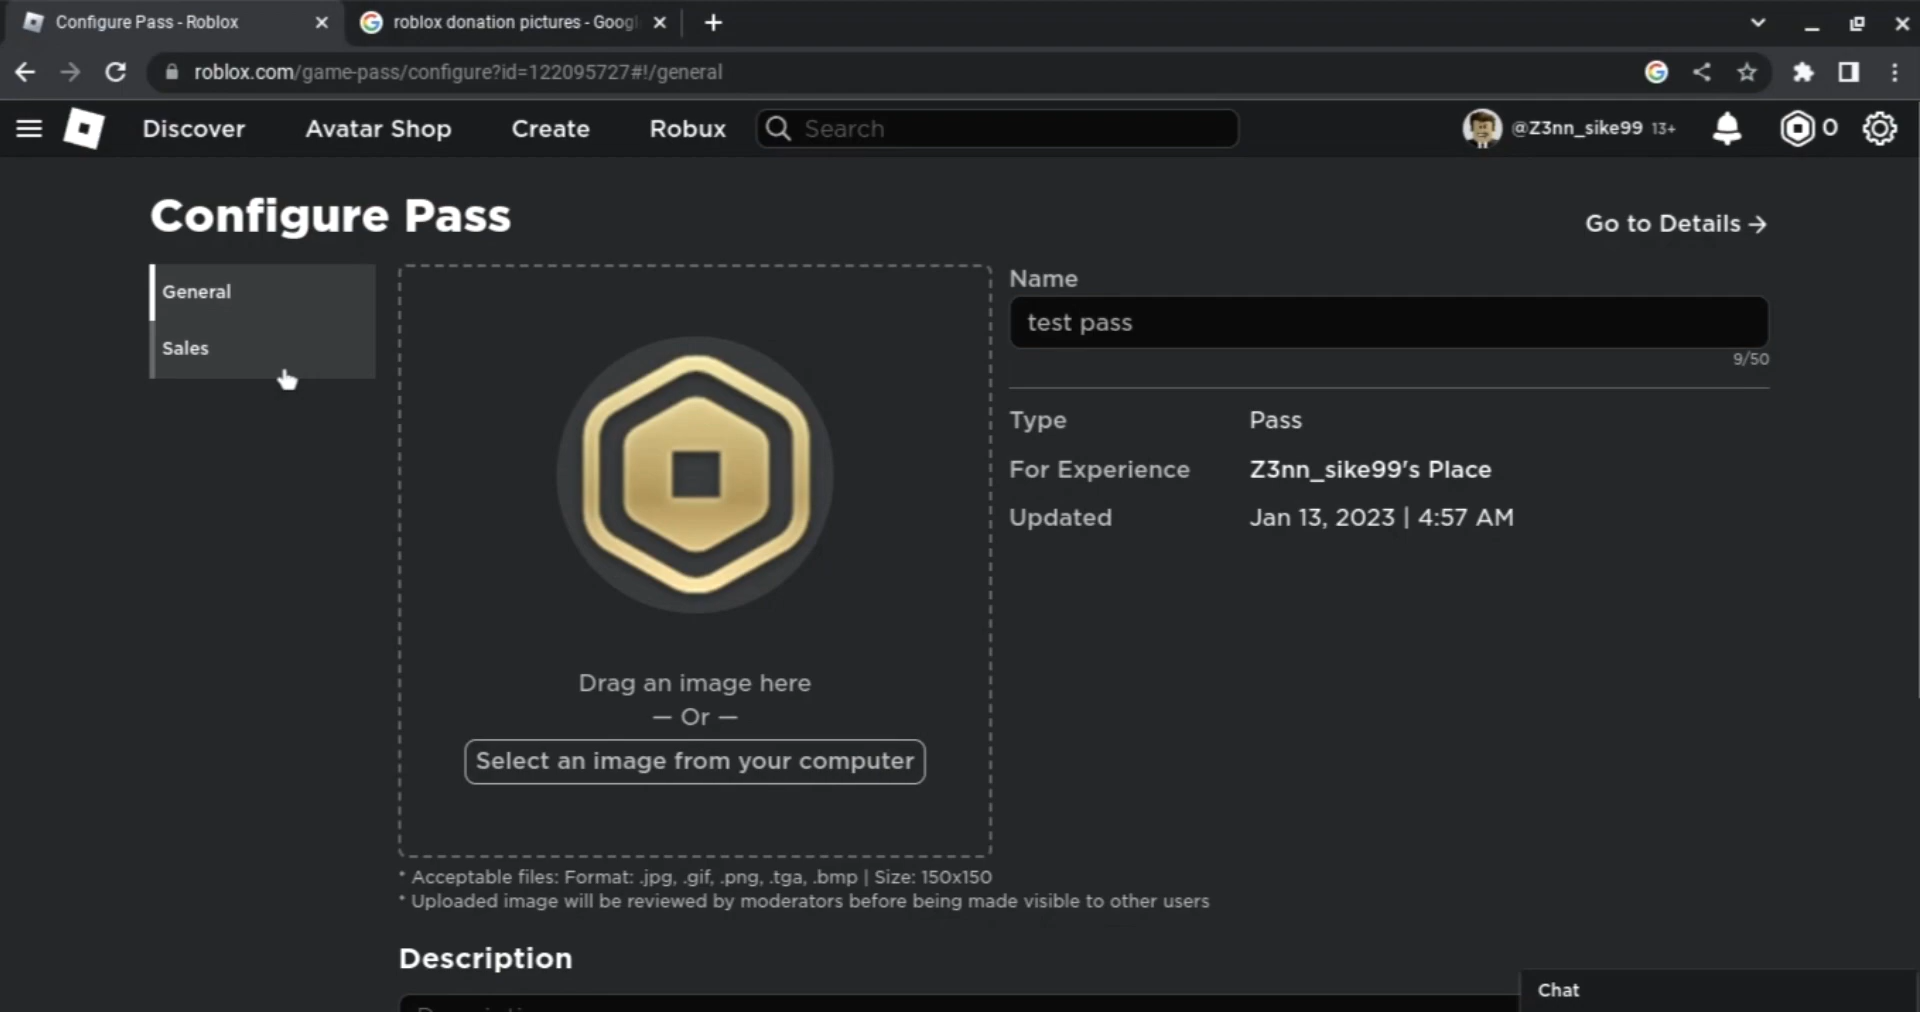 Configure Pass - Roblox
roblox donation pictures - Googl
roblox.com/game-pass/configure?id=122095727#!/general
Discover
Avatar Shop
Create
Robux
Search
@Z3nn_sike99 13+
0
Configure Pass
Go to Details →
General
Sales
Drag an image here
— Or —
Select an image from your computer
* Acceptable files: Format: .jpg, .gif, .png, .tga, .bmp | Size: 150x150
* Uploaded image will be reviewed by moderators before being made visible to other users
Name
test pass
9/50
Type Pass
For Experience Z3nn_sike99's Place
Updated Jan 13, 2023 | 4:57 AM
Description
Chat